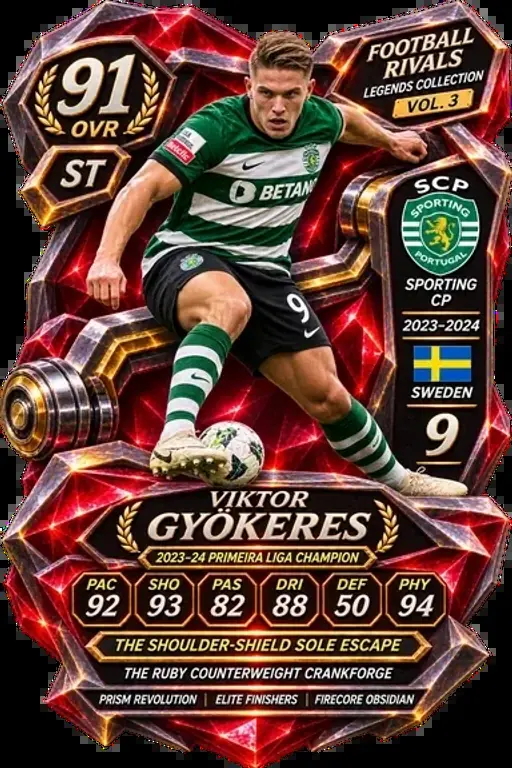 91
OVR
ST
FOOTBALL
RIVALS
LEGENDS COLLECTION
VOL. 3
Betclic
BETANO
9
SCP
SPORTING
PORTUGAL
SPORTING
CP
2023–2024
SWEDEN
9
VIKTOR
GYÖKERES
2023–24 PRIMEIRA LIGA CHAMPION
PAC SHO PAS DRI DEF PHY
92 93 82 88 50 94
THE SHOULDER-SHIELD SOLE ESCAPE
THE RUBY COUNTERWEIGHT CRANKFORGE
PRISM REVOLUTION | ELITE FINISHERS | FIRECORE OBSIDIAN